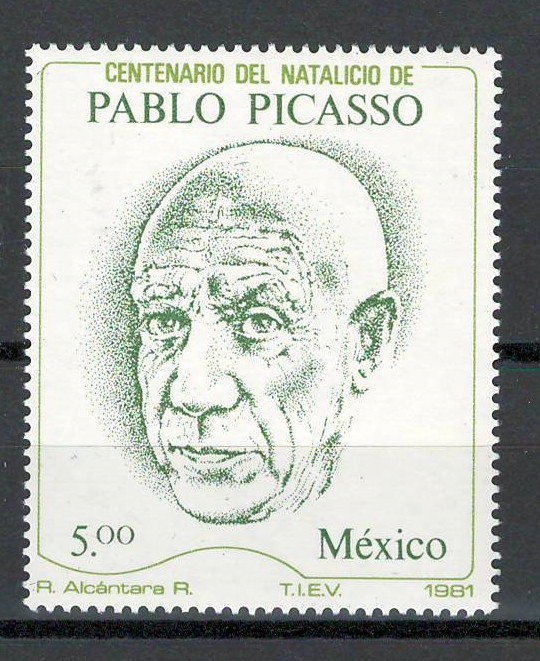 CENTENARIO DEL NATALICIO DE
PABLO PICASSO
5.00 México
R. Alcántara R. T.I.E.V. 1981